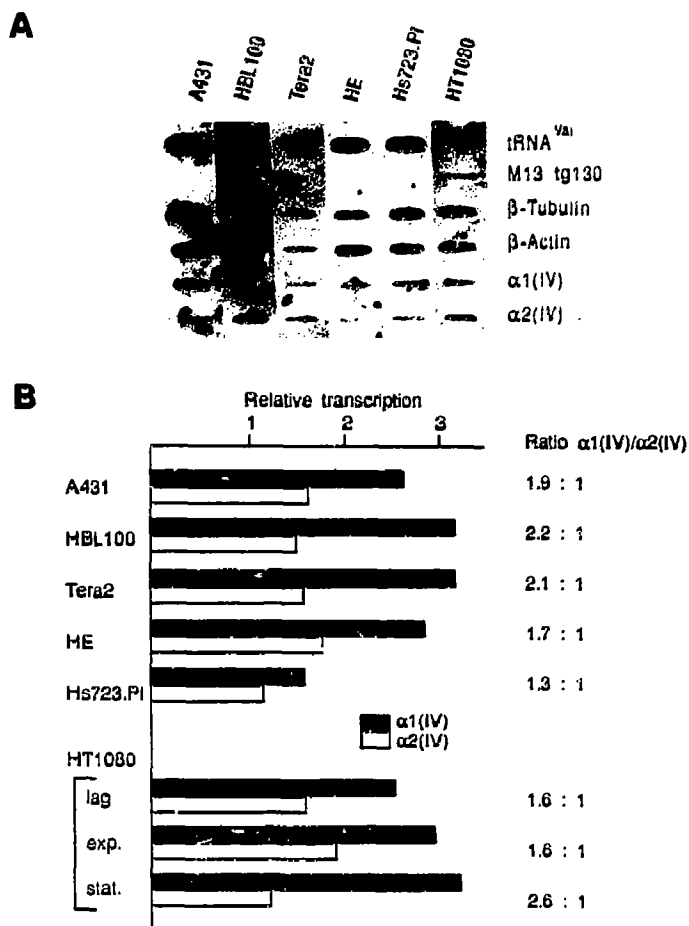 A
A431 HBL100 Tera2 HE Hs723.Pl HT1080
tRNA Val
M13 tg130
β-Tubulin
β-Actin
α1(IV)
α2(IV)
B
Relative transcription
1 2 3
Ratio α1(IV)/α2(IV)
A431 1.9 : 1
HBL100 2.2 : 1
Tera2 2.1 : 1
HE 1.7 : 1
Hs723.Pl 1.3 : 1
α1(IV)
α2(IV)
HT1080
lag 1.6 : 1
exp. 1.6 : 1
stat. 2.6 : 1